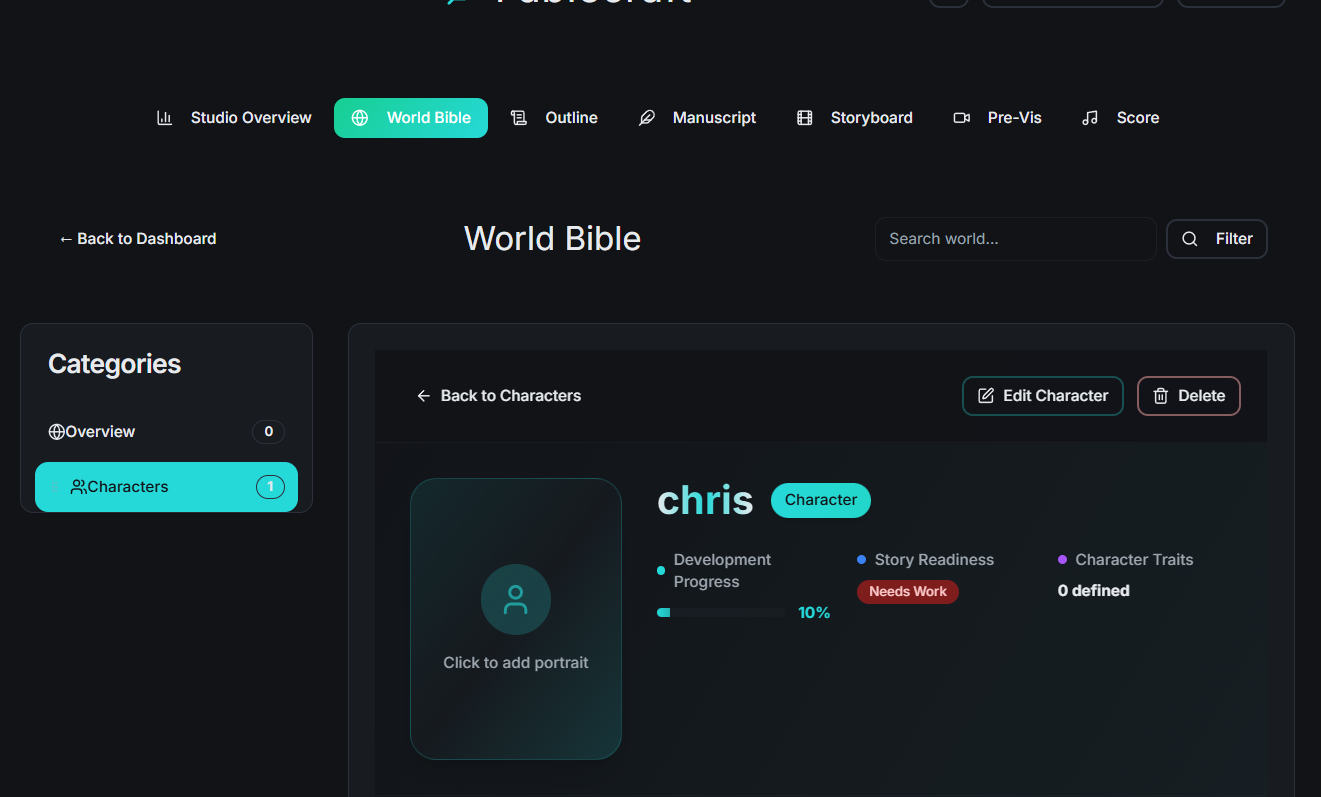 Studio Overview
World Bible
Outline
Manuscript
Storyboard
Pre-Vis
Score
← Back to Dashboard
World Bible
Search world...
Filter
Categories
Overview
0
Characters
1
← Back to Characters
Edit Character
Delete
Click to add portrait
chris
Character
Development
Progress
10%
Story Readiness
Needs Work
Character Traits
0 defined